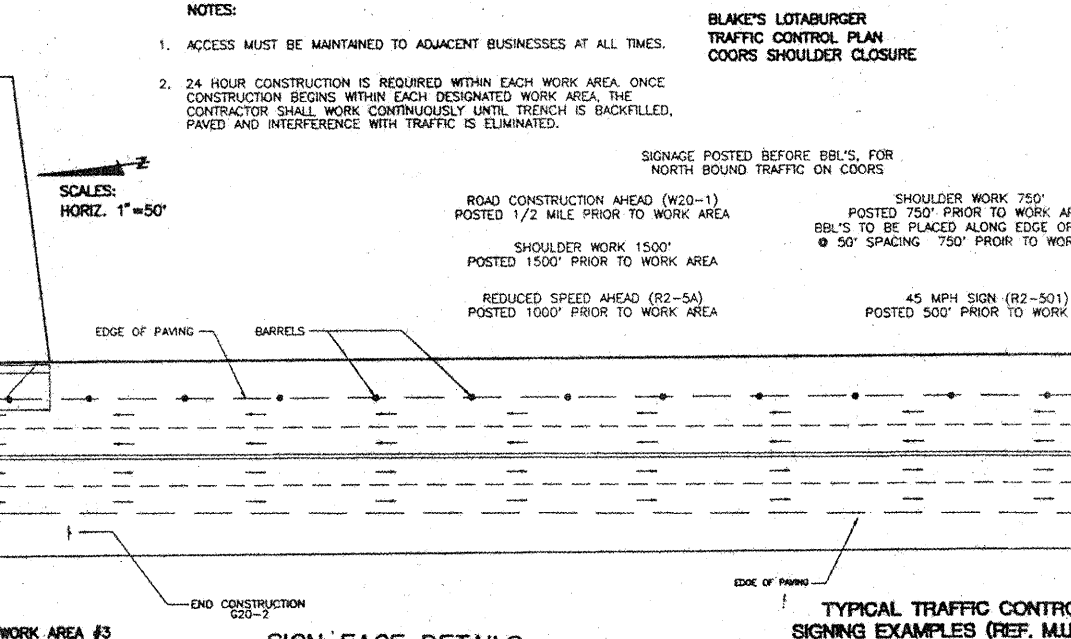 NOTES:
1. ACCESS MUST BE MAINTAINED TO ADJACENT BUSINESSES AT ALL TIMES.
2. 24 HOUR CONSTRUCTION IS REQUIRED WITHIN EACH WORK AREA. ONCE
CONSTRUCTION BEGINS WITHIN EACH DESIGNATED WORK AREA, THE
CONTRACTOR SHALL WORK CONTINUOUSLY UNTIL TRENCH IS BACKFILLED,
PAVED AND INTERFERENCE WITH TRAFFIC IS ELIMINATED.
BLAKE'S LOTABURGER
TRAFFIC CONTROL PLAN
COORS SHOULDER CLOSURE
Z
SCALES:
HORIZ. 1"=50'
SIGNAGE POSTED BEFORE BBL'S, FOR
NORTH BOUND TRAFFIC ON COORS
ROAD CONSTRUCTION AHEAD (W20-1)
POSTED 1/2 MILE PRIOR TO WORK AREA
SHOULDER WORK 1500'
POSTED 1500' PRIOR TO WORK AREA
REDUCED SPEED AHEAD (R2-5A)
POSTED 1000' PRIOR TO WORK AREA
SHOULDER WORK 750'
POSTED 750' PRIOR TO WORK AR
BBL'S TO BE PLACED ALONG EDGE OF
@ 50' SPACING 750' PROIR TO WOR
45 MPH SIGN (R2-501)
POSTED 500' PRIOR TO WORK
EDGE OF PAVING
BARRELS
END CONSTRUCTION
G20-2
EDGE OF PAVING
WORK AREA #3
SIGN FACE DETAILS
TYPICAL TRAFFIC CONTRO
SIGNING EXAMPLES (REF. M.U